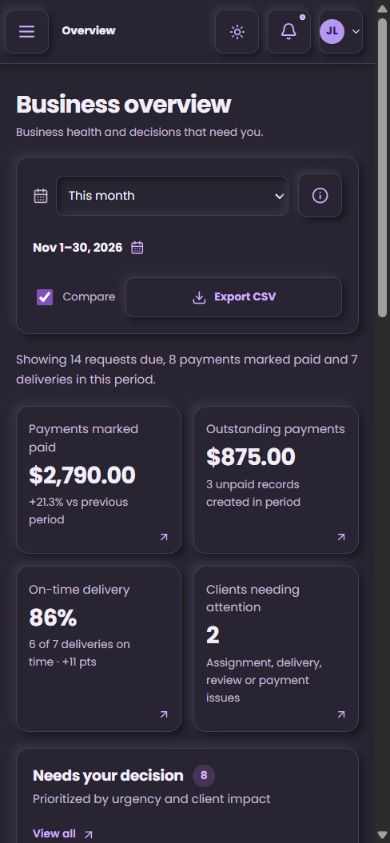 Overview
JL
Business overview
Business health and decisions that need you.
This month
Nov 1–30, 2026
Compare
Export CSV
Showing 14 requests due, 8 payments marked paid and 7
deliveries in this period.
Payments marked
paid
$2,790.00
+21.3% vs previous
period
Outstanding payments
$875.00
3 unpaid records
created in period
On-time delivery
86%
6 of 7 deliveries on
time · +11 pts
Clients needing
attention
2
Assignment, delivery,
review or payment
issues
Needs your decision 8
Prioritized by urgency and client impact
View all